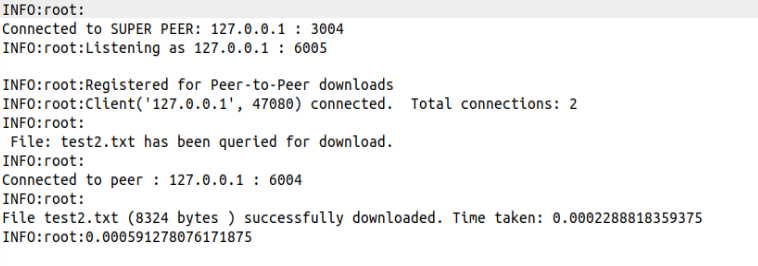 INFO:root:
Connected to SUPER PEER: 127.0.0.1 : 3004
INFO:root:Listening as 127.0.0.1 : 6005
INFO:root:Registered for Peer-to-Peer downloads
INFO:root:Client('127.0.0.1', 47080) connected.  Total connections: 2
INFO:root:
 File: test2.txt has been queried for download.
INFO:root:
Connected to peer : 127.0.0.1 : 6004
INFO:root:
File test2.txt (8324 bytes ) successfully downloaded. Time taken: 0.0002288818359375
INFO:root:0.000591278076171875